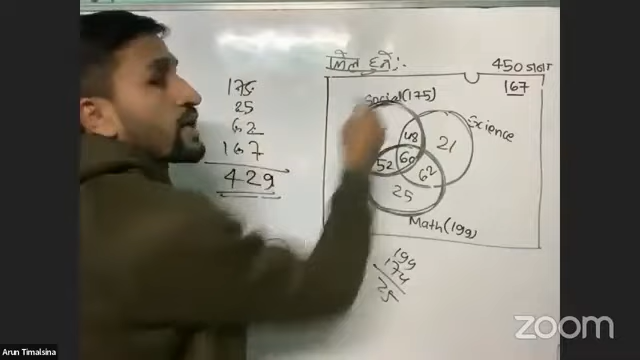 175
25
62
167
429
मिल हुने:
450 जना
167
Social(175)
Science
48
21
60
52
62
25
Math(199)
199
174
25
zoom
Arun Timalsina